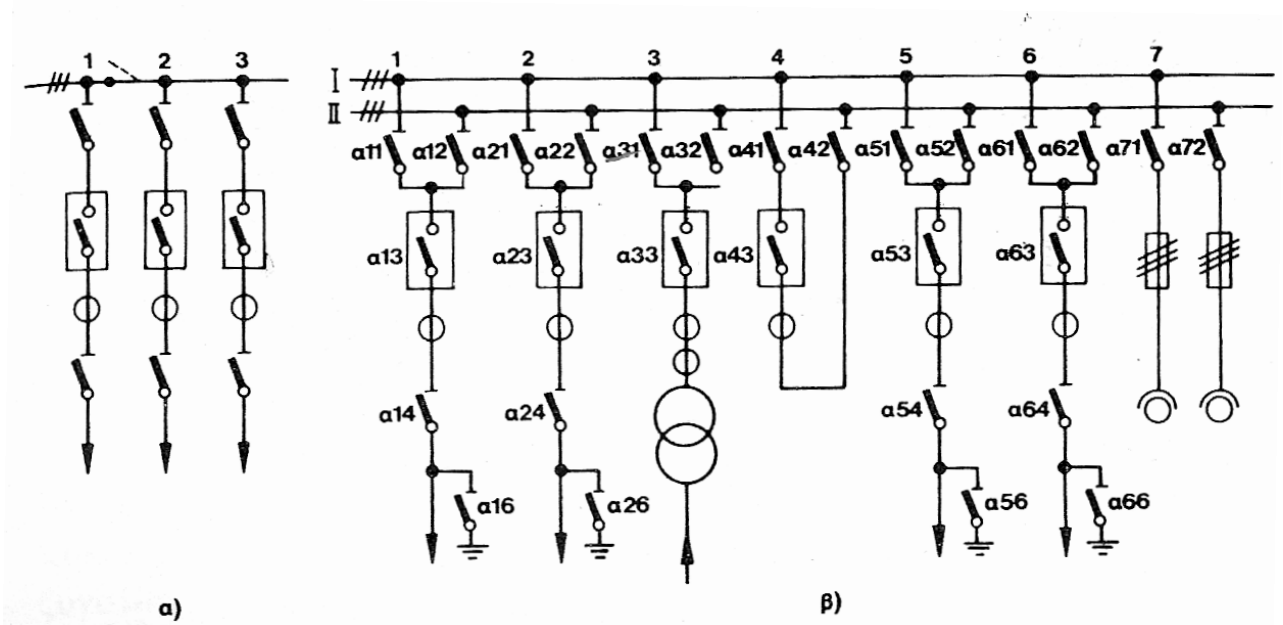 1 2 3
I 1 2 3 4 5 6 7
II
α11 α12 α21 α22 α31 α32 α41 α42 α51 α52 α61 α62 α71 α72
α13 α23 α33 α43 α53 α63
α14 α24 α54 α64
α16 α26 α56 α66
α) β)